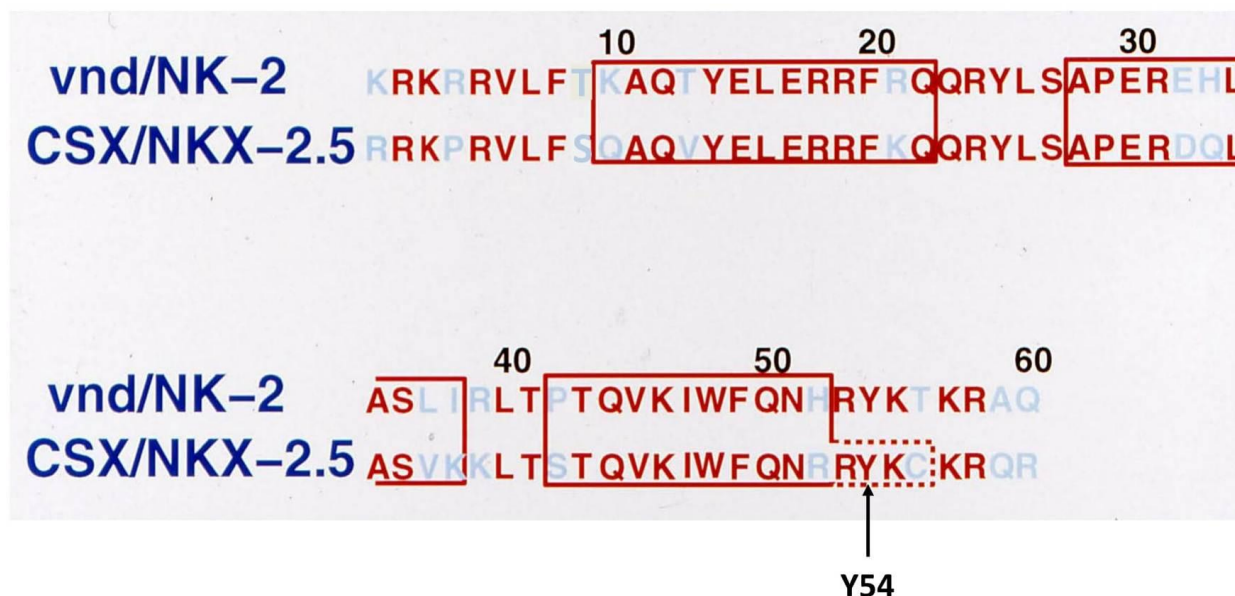 10 20 30
vnd/NK–2 KRKRRVLFTKAQTYELERRFRQQRYLSAPEREHL
CSX/NKX–2.5 RRKPRVLFSQAQVYELERRFKQQRYLSAPERDQL
40 50 60
vnd/NK–2 ASLIRLTPTQVKIWFQNHRYKTKRAQ
CSX/NKX–2.5 ASVKKLTSTQVKIWFQNRRYKCKRQR
Y54